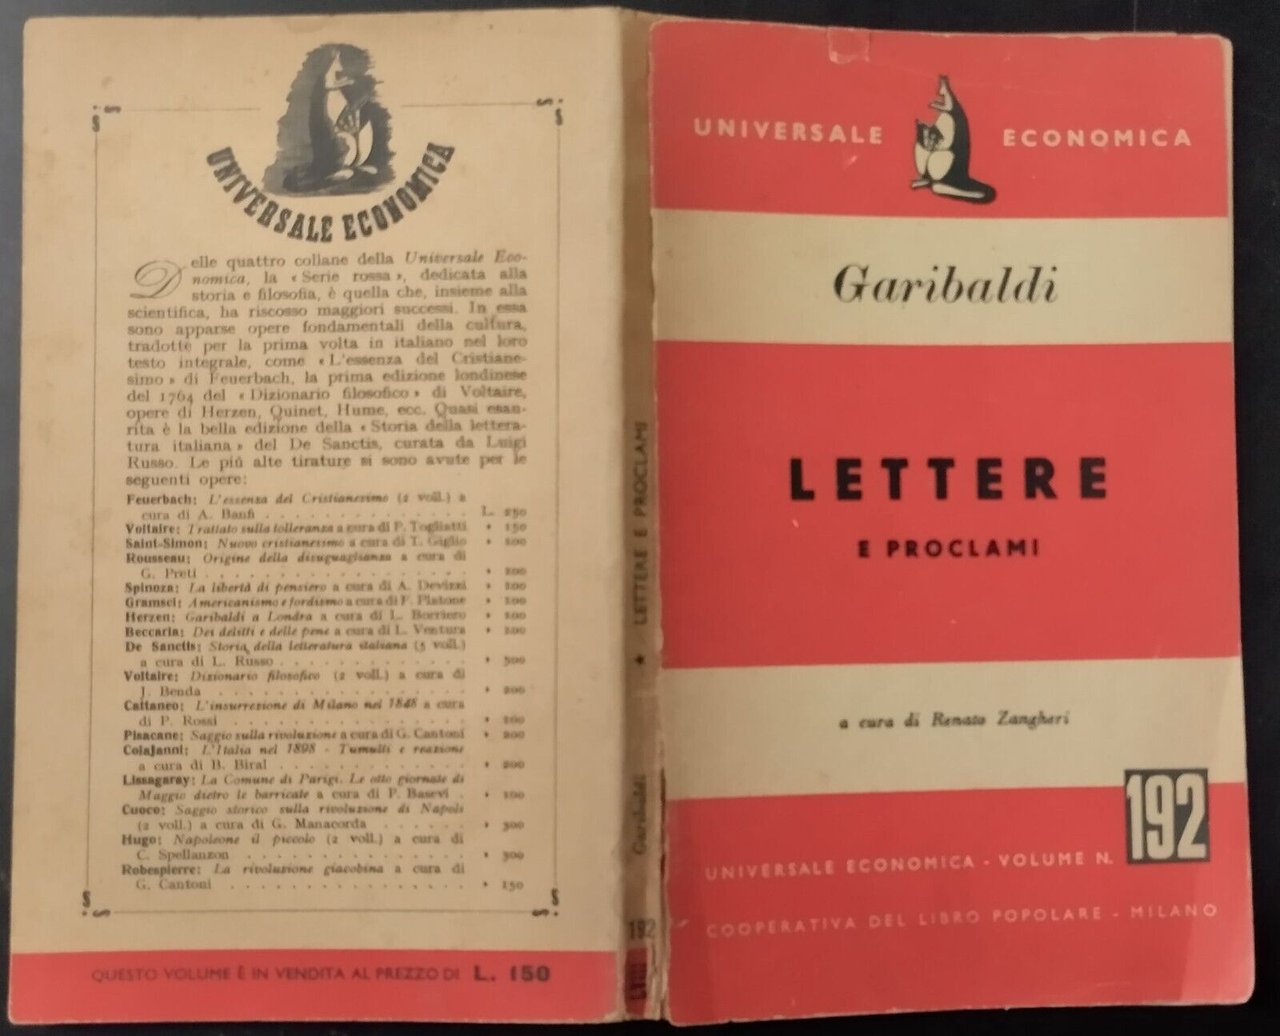 UNIVERSALE ECONOMICA
Delle quattro collane della Universale Eco-
nomica, la «Serie rossa», dedicata alla
storia e filosofia, è quella che, insieme alla
scientifica, ha riscosso maggiori successi. In essa
sono apparse opere fondamentali della cultura,
tradotte per la prima volta in italiano nel loro
testo integrale, come «L'essenza del Cristiane-
simo» di Feuerbach, la prima edizione londinese
del 1764 del «Dizionario filosofico» di Voltaire,
opere di Herzen, Quinet, Hume, ecc. Quasi esau-
rita è la bella edizione della «Storia della lettera-
tura italiana» del De Sanctis, curata da Luigi
Russo. Le più alte tirature si sono avute per le
seguenti opere:
Feuerbach: L'essenza del Cristianesimo (2 voll.) a
cura di A. Banfi . . . . . . . . . . . . . . L. 250
Voltaire: Trattato sulla tolleranza a cura di P. Togliatti » 150
Saint-Simon: Nuovo cristianesimo a cura di T. Giglio » 100
Rousseau: Origine della disuguaglianza a cura di
G. Preti . . . . . . . . . . . . . . . . . » 100
Spinoza: La libertà di pensiero a cura di A. Devizzi » 100
Gramsci: Americanismo e fordismo a cura di F. Platone » 100
Herzen: Garibaldi a Londra a cura di L. Borriero » 100
Beccaria: Dei delitti e delle pene a cura di L. Ventura » 200
De Sanctis: Storia della letteratura italiana (5 voll.)
a cura di L. Russo . . . . . . . . . . . . . » 500
Voltaire: Dizionario filosofico (2 voll.) a cura di
J. Benda . . . . . . . . . . . . . . . . . » 200
Cattaneo: L'insurrezione di Milano nel 1848 a cura
di P. Rossi . . . . . . . . . . . . . . . . » 200
Pisacane: Saggio sulla rivoluzione a cura di G. Cantoni » 200
Colajanni: L'Italia nel 1898 - Tumulti e reazione
a cura di B. Biral . . . . . . . . . . . . . » 200
Lissagaray: La Comune di Parigi. Le otto giornate di
Maggio dietro le barricate a cura di P. Basevi . » 100
Cuoco: Saggio storico sulla rivoluzione di Napoli
(2 voll.) a cura di G. Manacorda . . . . . . » 300
Hugo: Napoleone il piccolo (2 voll.) a cura di
C. Spellanzon . . . . . . . . . . . . . . . » 300
Robespierre: La rivoluzione giacobina a cura di
G. Cantoni . . . . . . . . . . . . . . . . » 150
QUESTO VOLUME È IN VENDITA AL PREZZO DI L. 150
Garibaldi ★ LETTERE E PROCLAMI
192
LVIII
UNIVERSALE ECONOMICA
Garibaldi
LETTERE
E PROCLAMI
a cura di Renato Zangheri
UNIVERSALE ECONOMICA - VOLUME N. 192
COOPERATIVA DEL LIBRO POPOLARE - MILANO